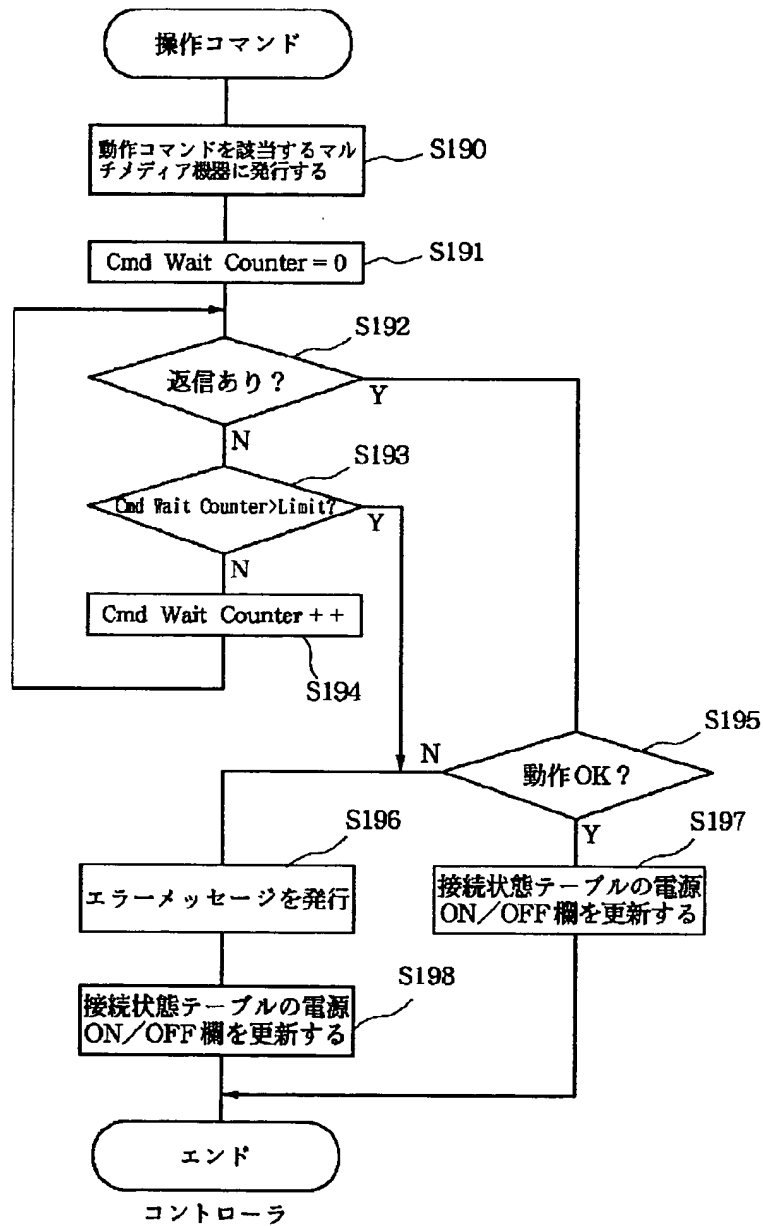 操作コマンド
動作コマンドを該当するマル
チメディア機器に発行する
S190
Cmd Wait Counter = 0
S191
S192
返信あり？
Y
N
S193
Cmd Wait Counter>Limit?
Y
N
Cmd Wait Counter + +
S194
S195
N
動作OK？
Y
S196
S197
エラーメッセージを発行
接続状態テーブルの電源
ON／OFF欄を更新する
S198
接続状態テーブルの電源
ON／OFF欄を更新する
エンド
コントローラ